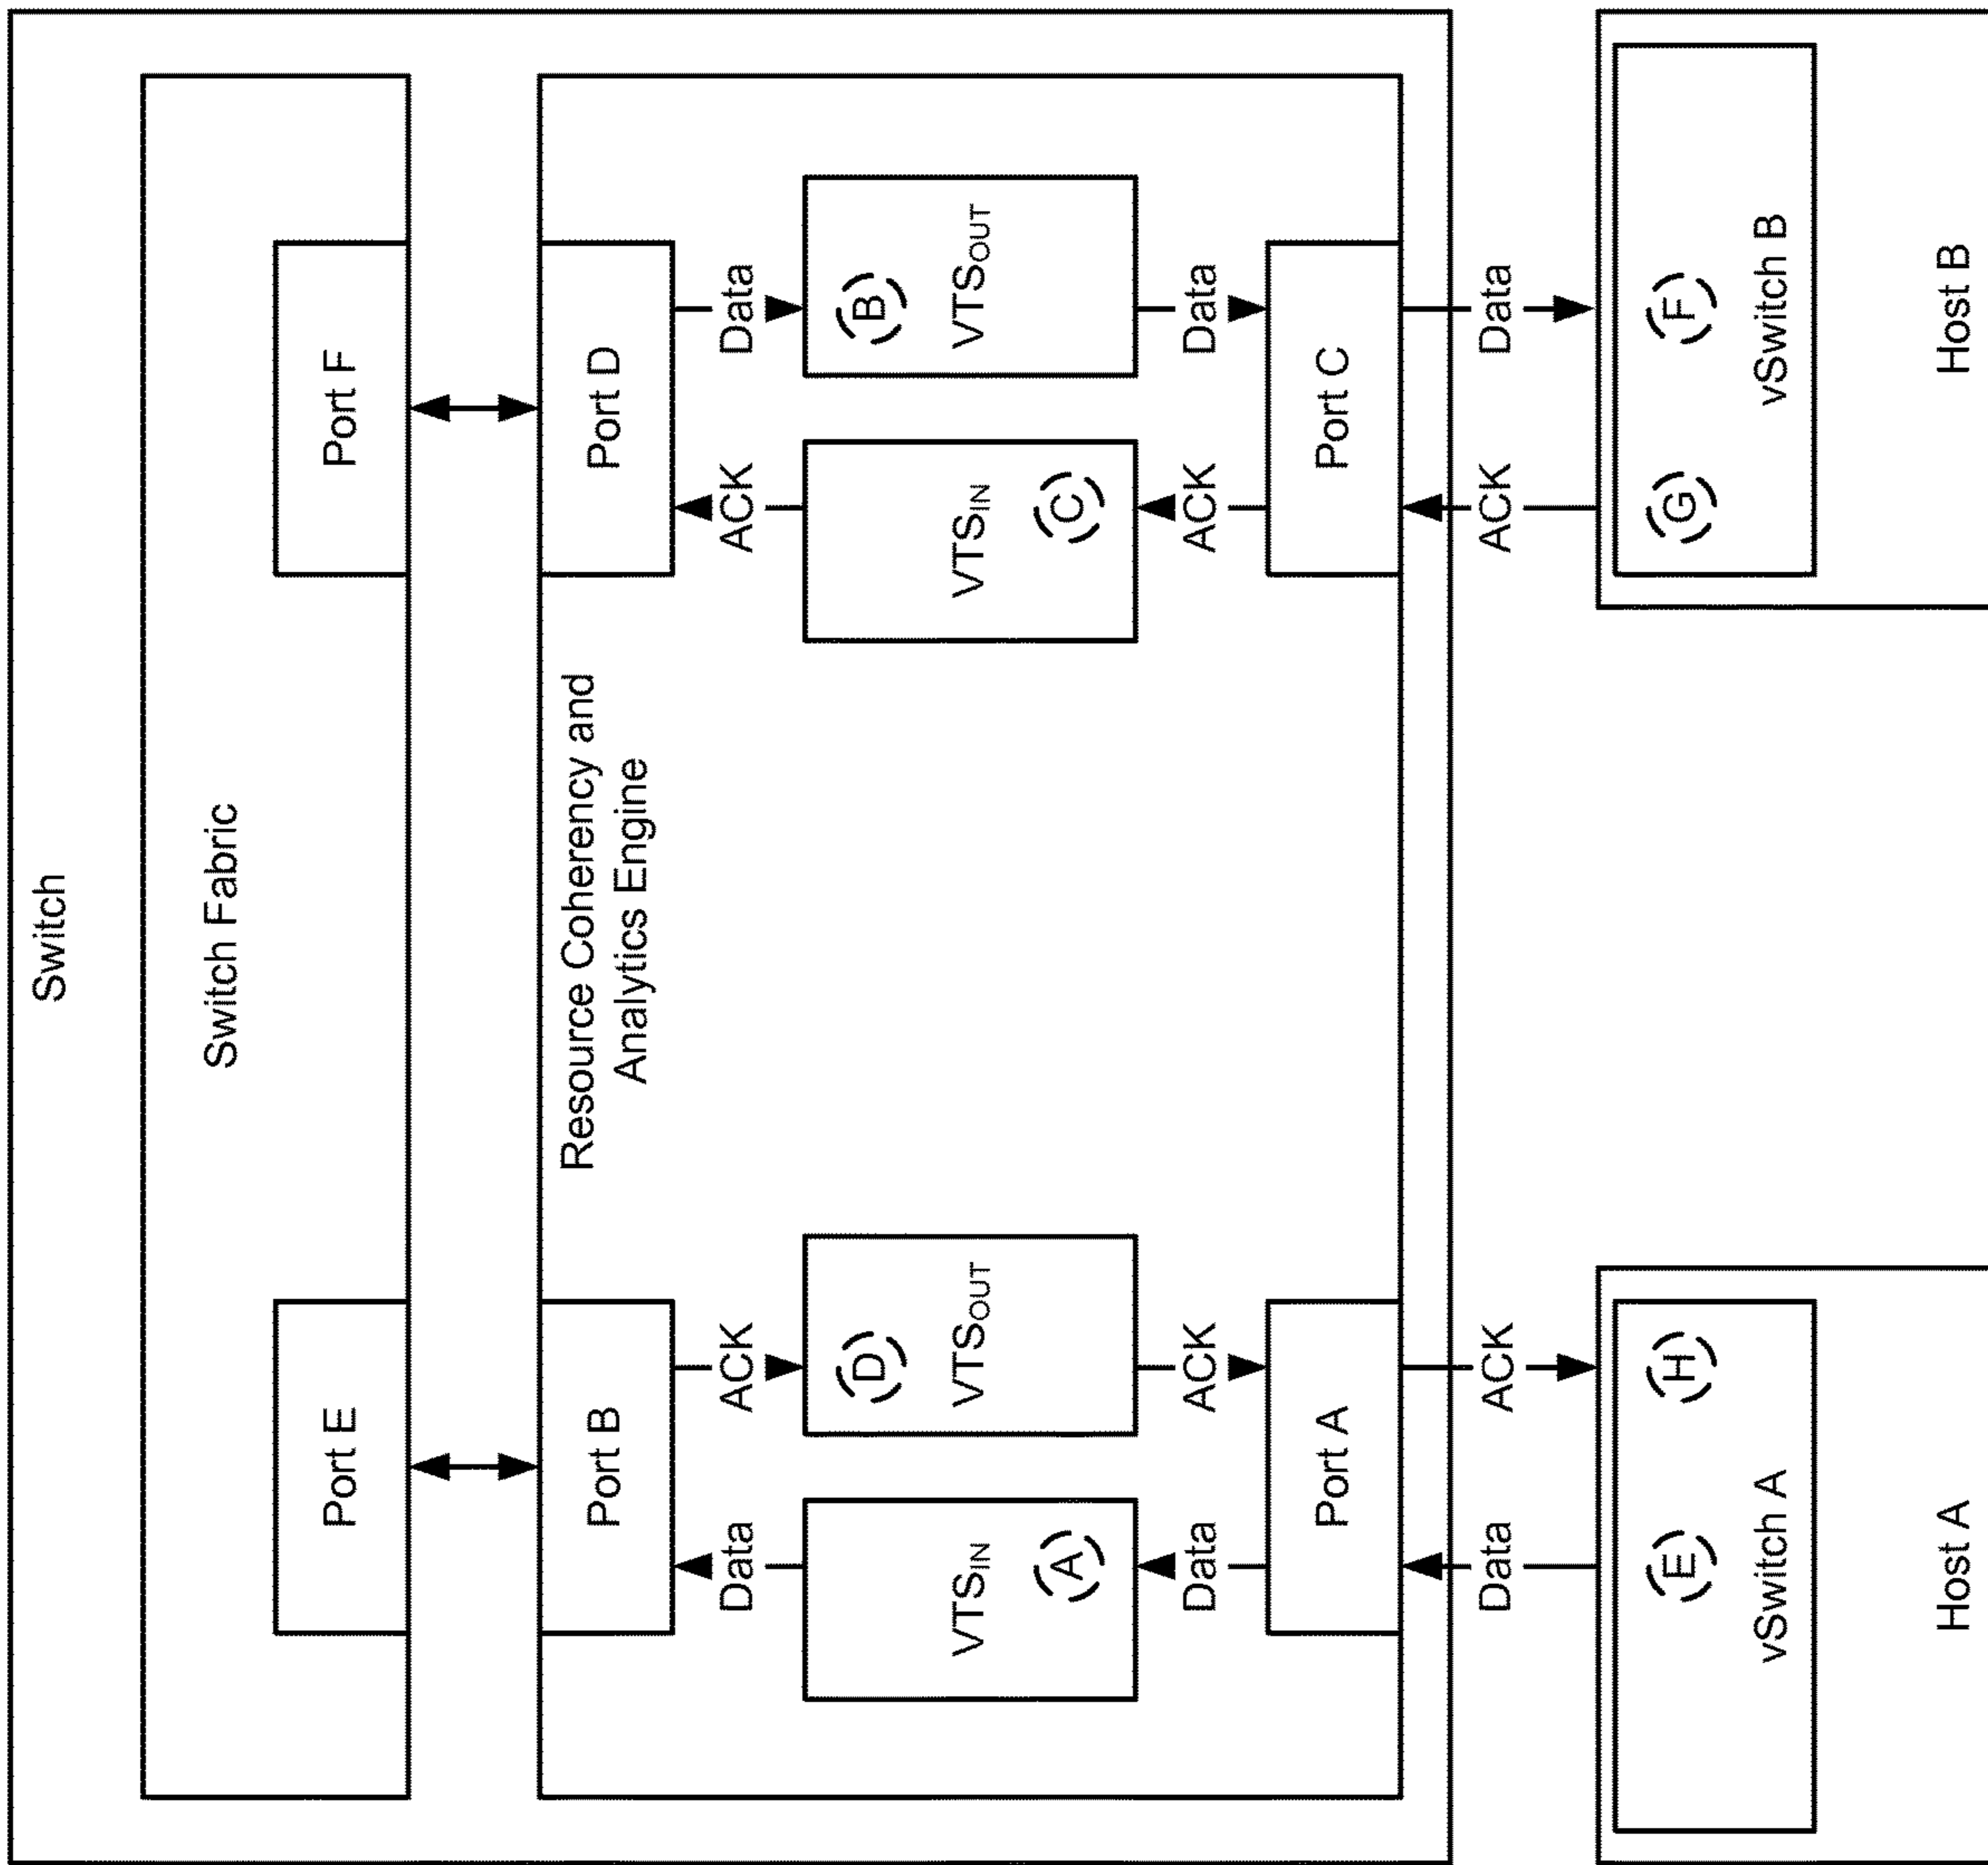 Switch
Switch Fabric
Port E
Port F
Port B
Resource Coherency and
Analytics Engine
Port D
Data
ACK
ACK
Data
D
B
VTSIN
VTSOUT
VTSIN
VTSOUT
A
C
Data
ACK
ACK
Data
Port A
Port C
Data
ACK
ACK
Data
E
H
G
F
vSwitch A
vSwitch B
Host A
Host B